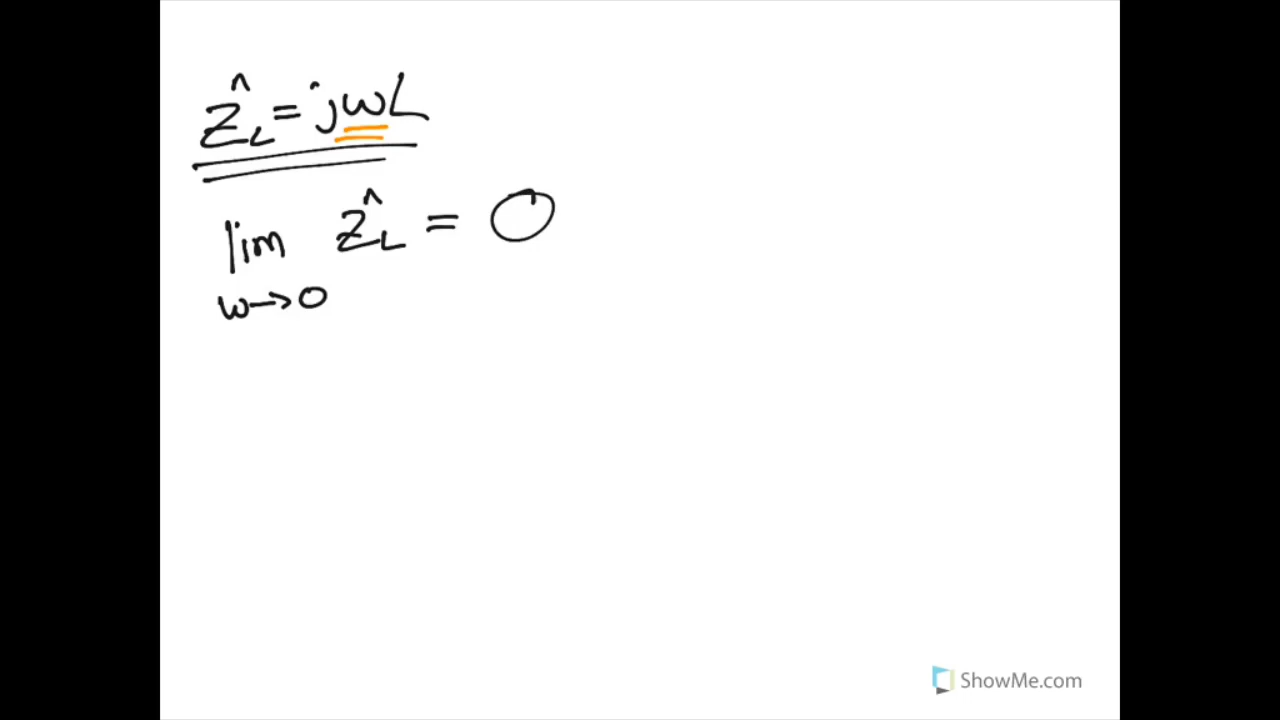 ẑ_L = jωL
lim ẑ_L = 0
ω→0
ShowMe.com